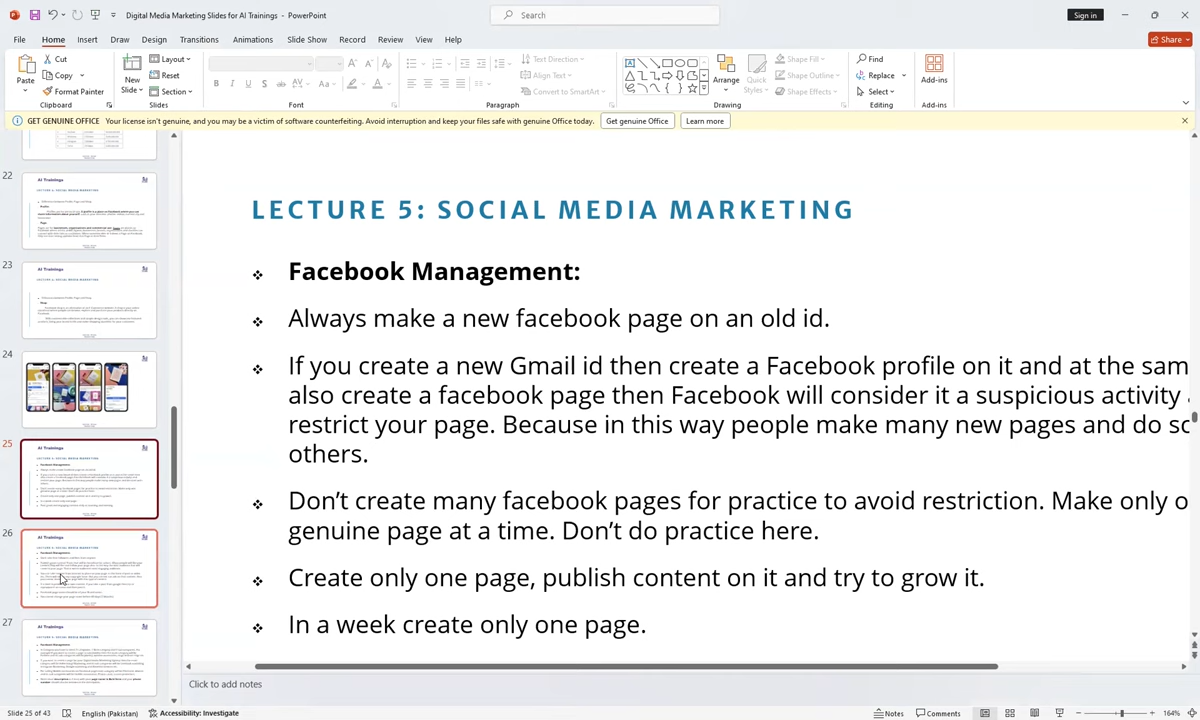 Digital Media Marketing Slides for AI Trainings - PowerPoint
Search
Sign in
File Home Insert Draw Design Transitions Animations Slide Show Record Review View Help
Share
Paste
Cut
Copy
Format Painter
Clipboard
New Slide
Layout
Reset
Section
Slides
Font
Paragraph
Text Direction
Align Text
Convert to SmartArt
Arrange
Quick Styles
Shape Fill
Shape Outline
Shape Effects
Drawing
Find
Replace
Select
Editing
Add-ins
Add-ins
GET GENUINE OFFICE Your license isn't genuine, and you may be a victim of software counterfeiting. Avoid interruption and keep your files safe with genuine Office today. Get genuine Office Learn more
22
AI Trainings
23
AI Trainings
24
25
AI Trainings
26
AI Trainings
27
AI Trainings
LECTURE 5: SOCIAL MEDIA MARKETING
Facebook Management:
Always make a new facebook page on an old id.
If you create a new Gmail id then create a Facebook profile on it and at the sam
also create a facebook page then Facebook will consider it a suspicious activity
restrict your page. Because in this way people make many new pages and do sc
others.
Don't create many facebook pages for practice to avoid restriction. Make only o
genuine page at a time. Don't do practice here.
Create only one page, publish content on it and try to grow it.
In a week create only one page.
Click to add notes
Slide 25 of 43 English (Pakistan) Accessibility: Investigate Notes Comments 164%